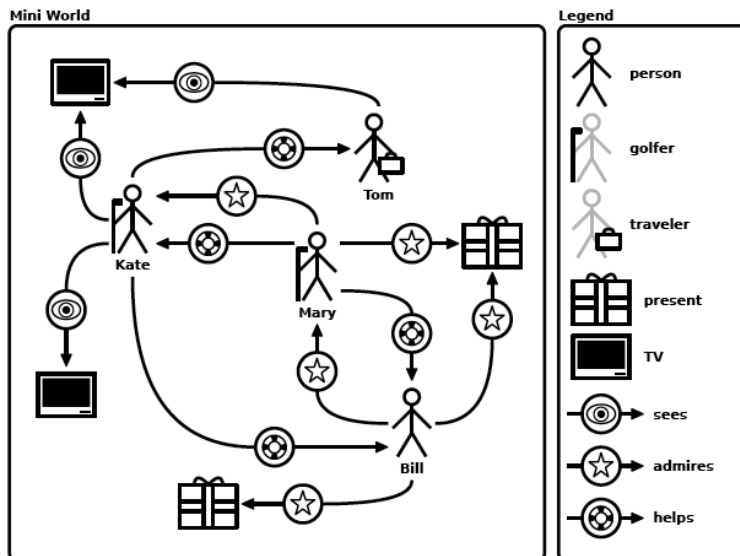 Mini World
Legend
person
golfer
traveler
present
TV
sees
admires
helps
Tom
Kate
Mary
Bill